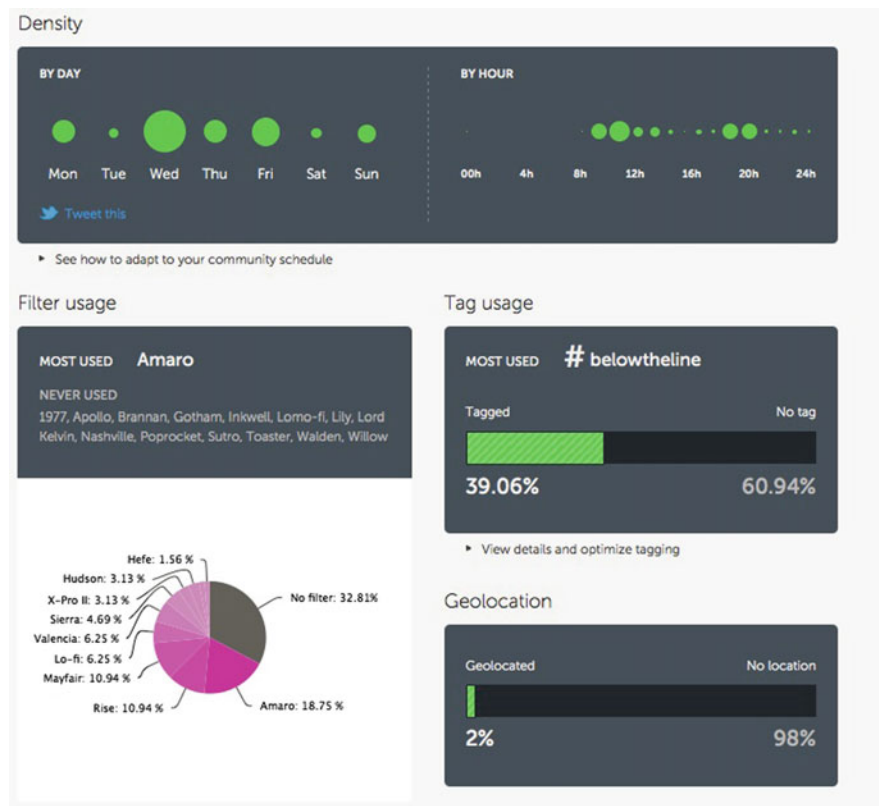 Density
BY DAY
Mon Tue Wed Thu Fri Sat Sun
Tweet this
BY HOUR
00h 4h 8h 12h 16h 20h 24h
See how to adapt to your community schedule
Filter usage
MOST USED Amaro
NEVER USED
1977, Apollo, Brannan, Gotham, Inkwell, Lomo-fi, Lily, Lord
Kelvin, Nashville, Poprocket, Sutro, Toaster, Walden, Willow
Hefe: 1.56 %
Hudson: 3.13 %
X-Pro II: 3.13 %
Sierra: 4.69 %
Valencia: 6.25 %
Lo-fi: 6.25 %
Mayfair: 10.94 %
Rise: 10.94 %
No filter: 32.81%
Amaro: 18.75 %
Tag usage
MOST USED # belowtheline
Tagged No tag
39.06% 60.94%
View details and optimize tagging
Geolocation
Geolocated No location
2% 98%